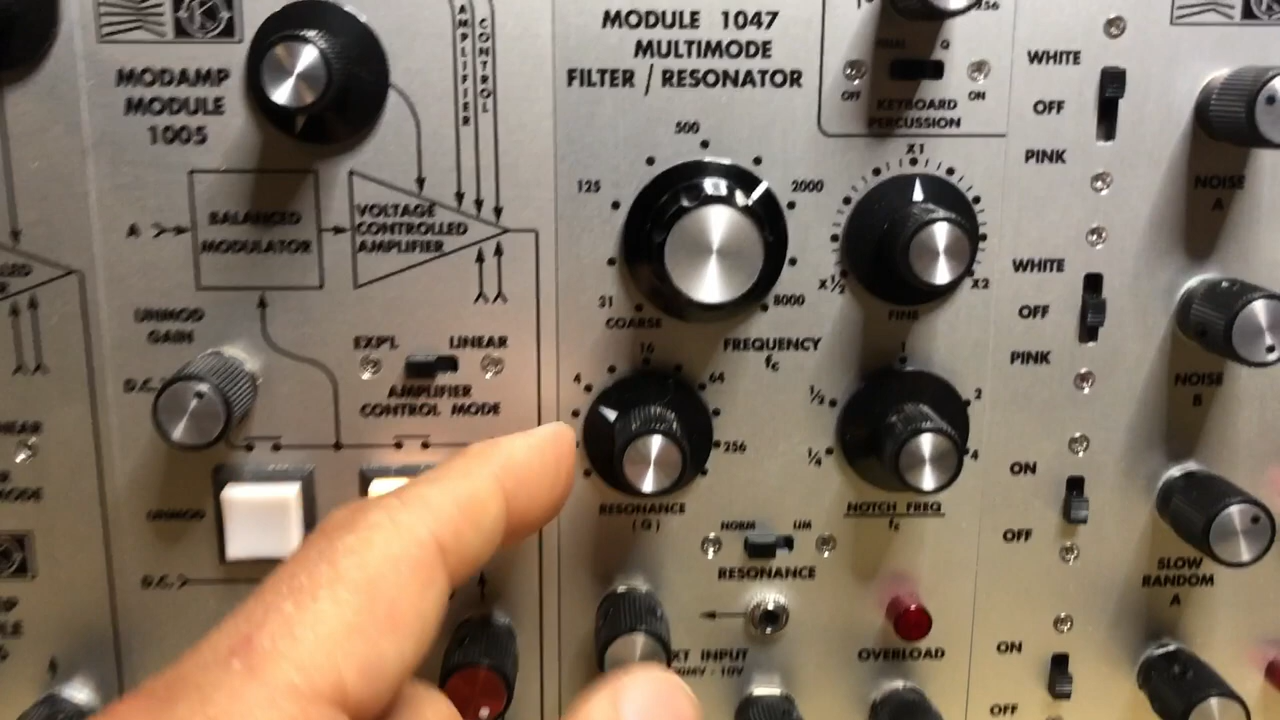 MODAMP
MODULE
1005
AMPLIFIER
CONTROL
A
BALANCED
MODULATOR
VOLTAGE
CONTROLLED
AMPLIFIER
UNMOD
GAIN
D.C.
EXP'L
LINEAR
AMPLIFIER
CONTROL MODE
UNMOD
D.C.
MODULE 1047
MULTIMODE
FILTER / RESONATOR
500
125
2000
31
8000
COARSE
X1
X½
X2
FINE
FREQUENCY
fc
16
4
64
256
RESONANCE
(Q)
1
½
2
¼
4
NOTCH FREQ
fc
NORM
LIM
RESONANCE
OVERLOAD
INPUT
10V
256
Q
OFF
ON
KEYBOARD
PERCUSSION
WHITE
OFF
PINK
NOISE
A
WHITE
OFF
PINK
NOISE
B
ON
OFF
SLOW
RANDOM
A
ON
OFF